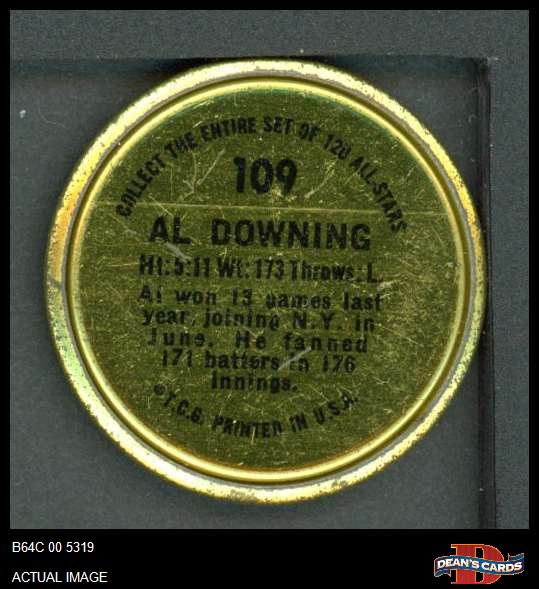 COLLECT THE ENTIRE SET OF 120 ALL-STARS
109
AL DOWNING
Ht: 5:11 Wt: 173 Throws: L.
Al won 13 games last
year, joining N.Y. in
June. He fanned
171 batters in 176
innings.
©T.C.G. PRINTED IN U.S.A.
B64C 00 5319
ACTUAL IMAGE
D
DEAN'S CARDS